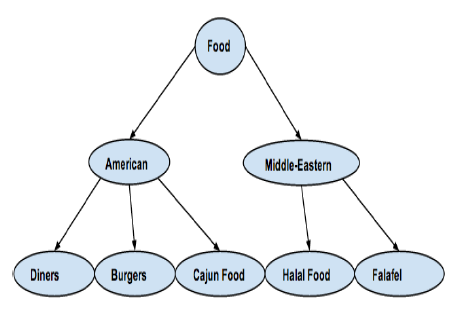 Food
American
Middle-Eastern
Diners
Burgers
Cajun Food
Halal Food
Falafel